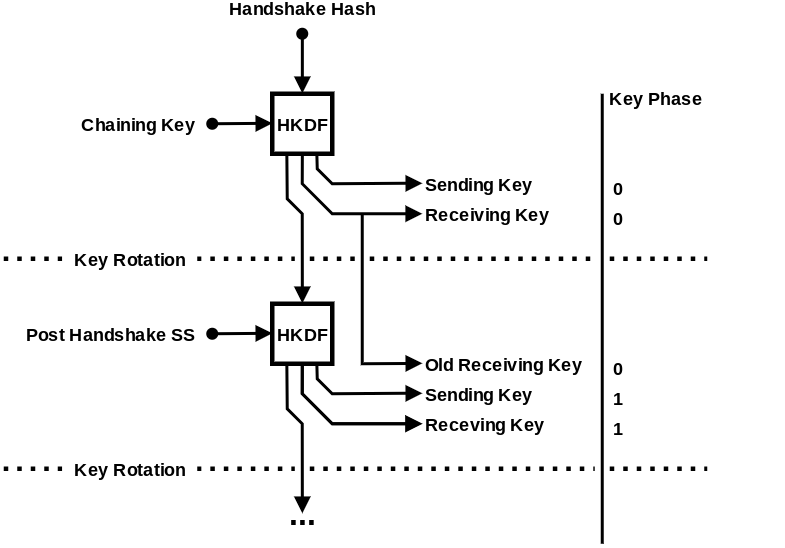 Handshake Hash
Key Phase
Chaining Key
HKDF
Sending Key 0
Receiving Key 0
Key Rotation
Post Handshake SS
HKDF
Old Receiving Key 0
Sending Key 1
Receving Key 1
Key Rotation
...